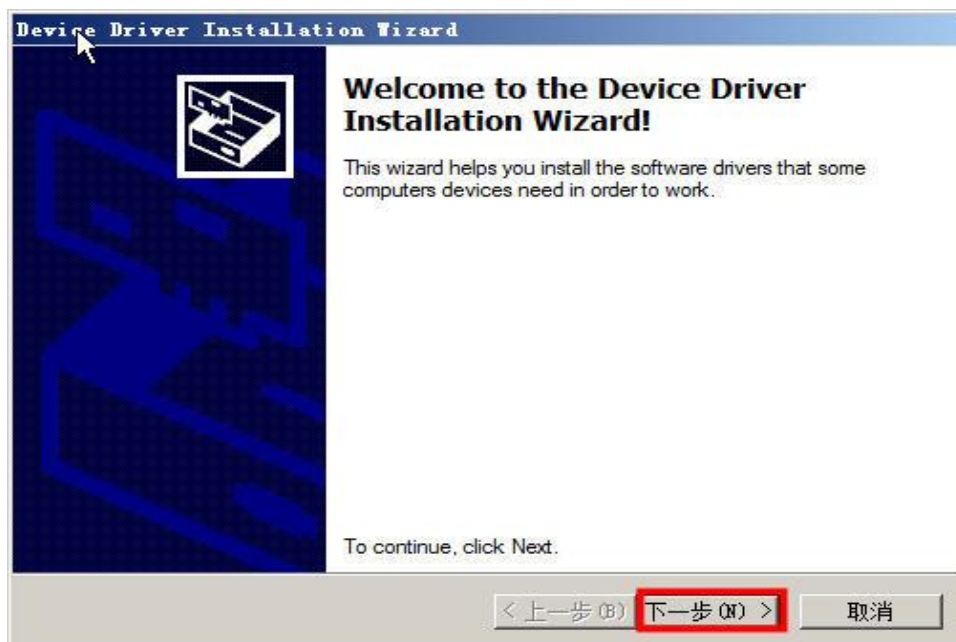 Device Driver Installation Wizard
Welcome to the Device Driver
Installation Wizard!
This wizard helps you install the software drivers that some
computers devices need in order to work.
To continue, click Next.
< 上一步(B) 下一步(N) > 取消